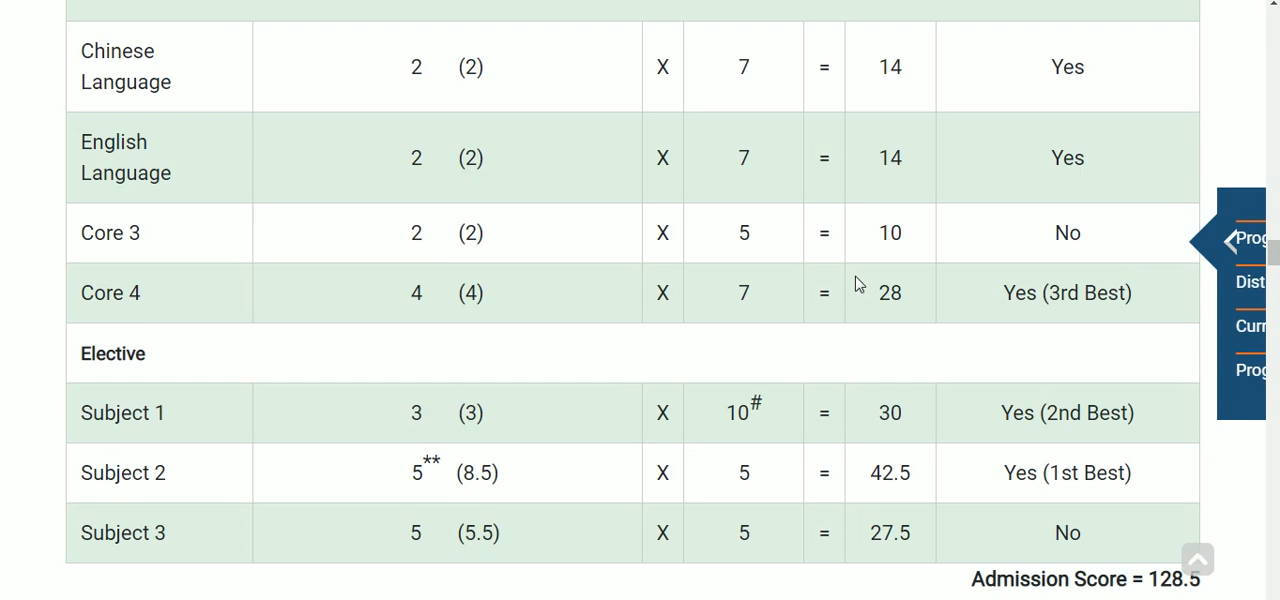 Chinese
Language 2 (2) X 7 = 14 Yes
English
Language 2 (2) X 7 = 14 Yes
Core 3 2 (2) X 5 = 10 No
Core 4 4 (4) X 7 = 28 Yes (3rd Best)
Elective
Subject 1 3 (3) X 10# = 30 Yes (2nd Best)
Subject 2 5** (8.5) X 5 = 42.5 Yes (1st Best)
Subject 3 5 (5.5) X 5 = 27.5 No
Admission Score = 128.5
Prog
Dist
Curr
Prog